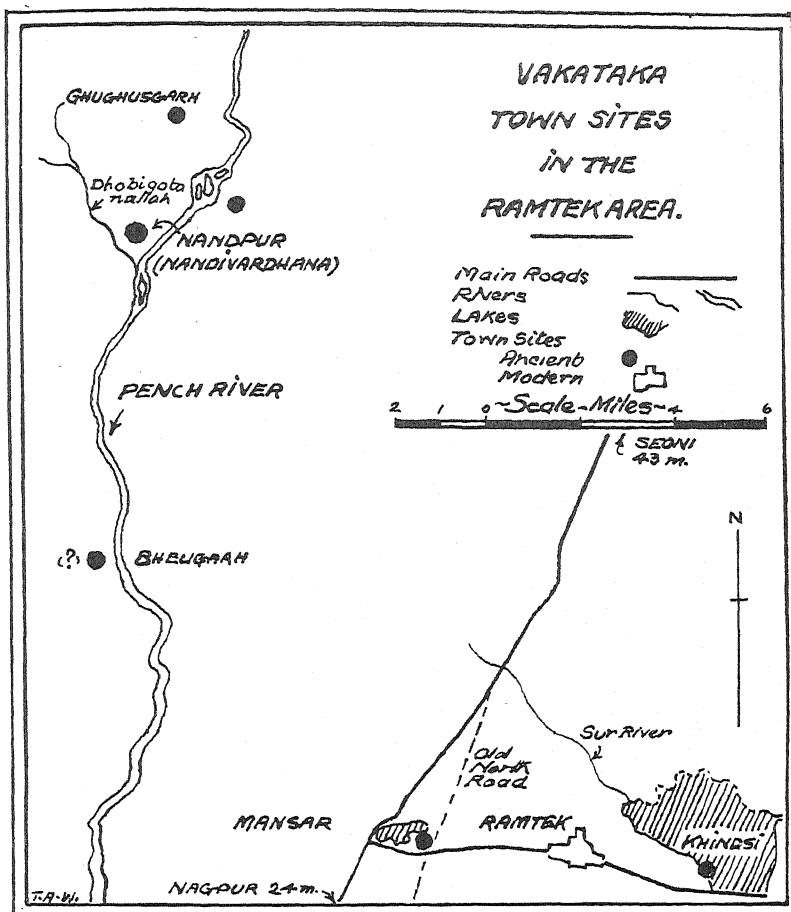 VAKATAKA
TOWN SITES
IN THE
RAMTEK AREA.
GHUGHUSGARH
Dhobigota
nallah
NANDPUR
(NANDIVARDHANA)
Main Roads
Rivers
LAKES
Town Sites
Ancient
Modern
2 1 0 ~Scale-Miles~ 4 6
PENCH RIVER
SEONI
43 m.
N
(?)
BHEUGARH
Sur River
Old
North
Road
MANSAR
RAMTEK
KHINDSI
NAGPUR 24 m.
T.A.W.